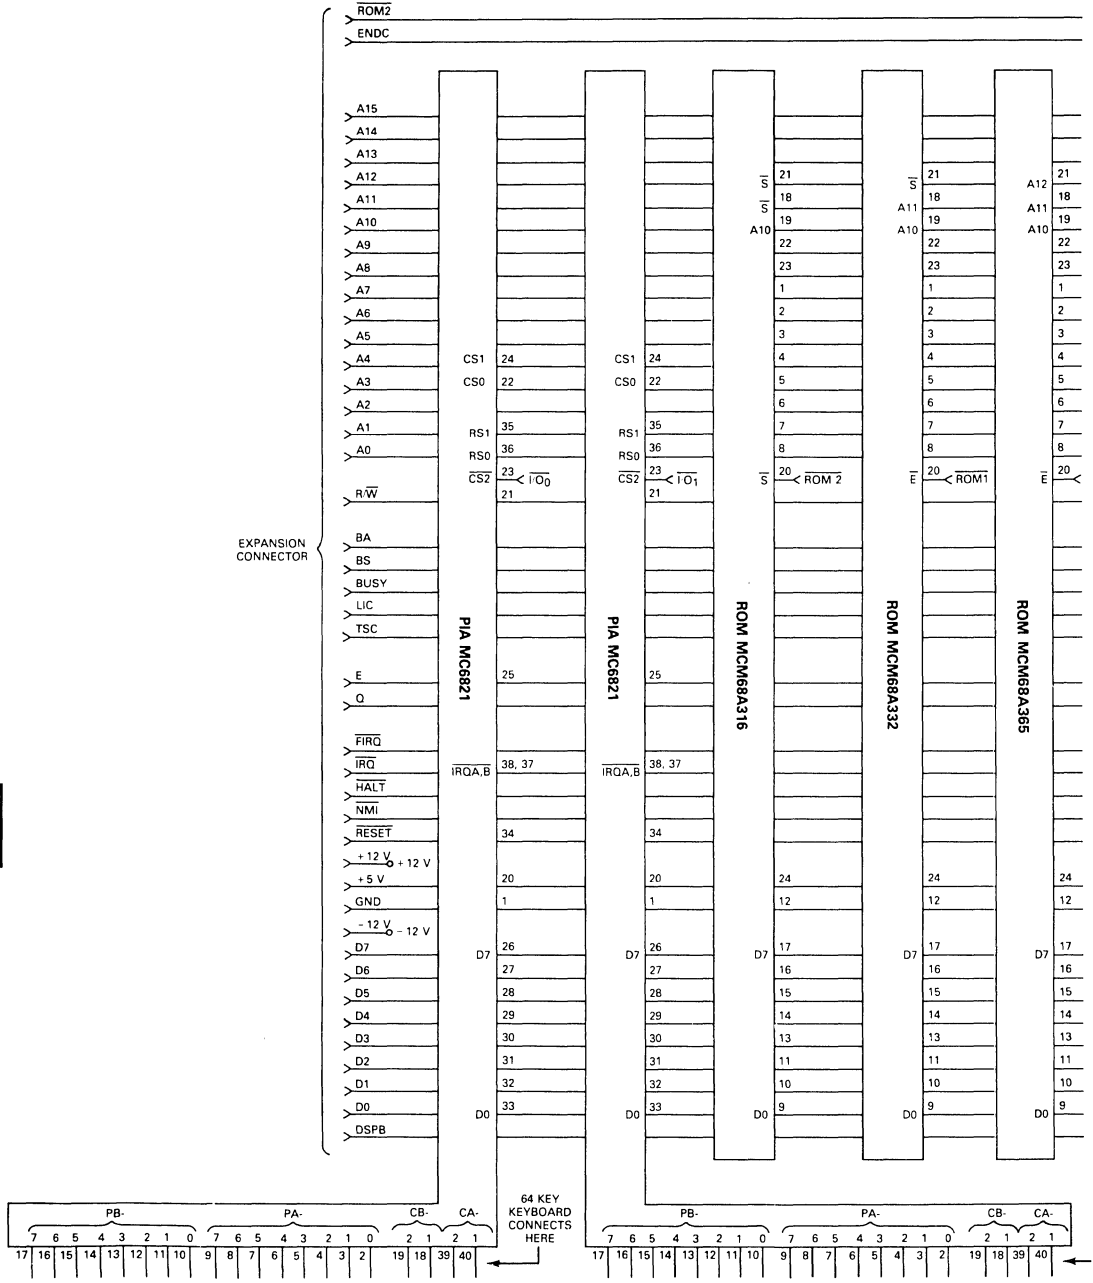 ROM2
ENDC
A15
A14
A13
A12 S 21 S 21 A12 21
A11 S 18 A11 18 A11 18
A10 A10 19 A10 19 A10 19
A9 22 22 22
A8 23 23 23
A7 1 1 1
A6 2 2 2
A5 3 3 3
A4 CS1 24 CS1 24 4 4 4
A3 CS0 22 CS0 22 5 5 5
A2 6 6 6
A1 RS1 35 RS1 35 7 7 7
A0 RS0 36 RS0 36 8 8 8
CS2 23 I/O0 CS2 23 I/O1 S 20 ROM 2 E 20 ROM1 E 20
R/W 21 21
EXPANSION
CONNECTOR
BA
BS
BUSY
LIC
TSC
PIA MC6821
PIA MC6821
ROM MCM68A316
ROM MCM68A332
ROM MCM68A365
E 25 25
Q
FIRQ
IRQ IRQA,B 38, 37 IRQA,B 38, 37
HALT
NMI
RESET 34 34
+ 12 V + 12 V
+ 5 V 20 20 24 24 24
GND 1 1 12 12 12
- 12 V - 12 V
D7 D7 26 D7 26 D7 17 D7 17 D7 17
D6 27 27 16 16 16
D5 28 28 15 15 15
D4 29 29 14 14 14
D3 30 30 13 13 13
D2 31 31 11 11 11
D1 32 32 10 10 10
D0 D0 33 D0 33 D0 9 D0 9 D0 9
DSPB
64 KEY
KEYBOARD
CONNECTS
HERE
PB- PA- CB- CA- PB- PA- CB- CA-
7 6 5 4 3 2 1 0 7 6 5 4 3 2 1 0 2 1 2 1 7 6 5 4 3 2 1 0 7 6 5 4 3 2 1 0 2 1 2 1
17 16 15 14 13 12 11 10 9 8 7 6 5 4 3 2 19 18 39 40 17 16 15 14 13 12 11 10 9 8 7 6 5 4 3 2 19 18 39 40 4